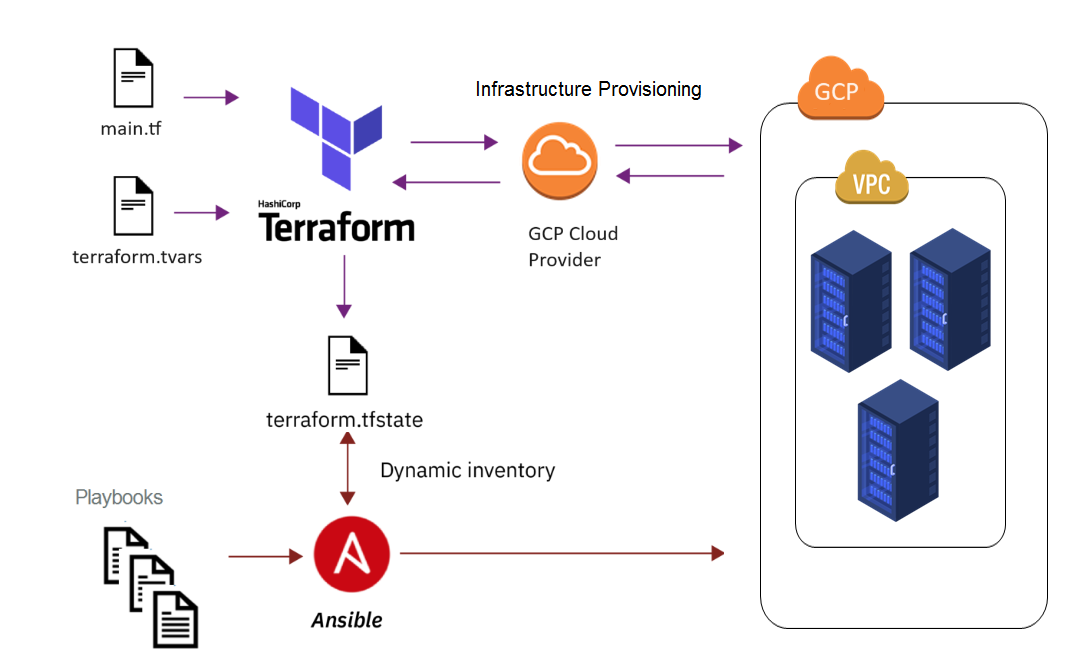 Infrastructure Provisioning
GCP
main.tf
VPC
HashiCorp
Terraform
GCP Cloud
Provider
terraform.tvars
terraform.tfstate
Dynamic inventory
Playbooks
Ansible